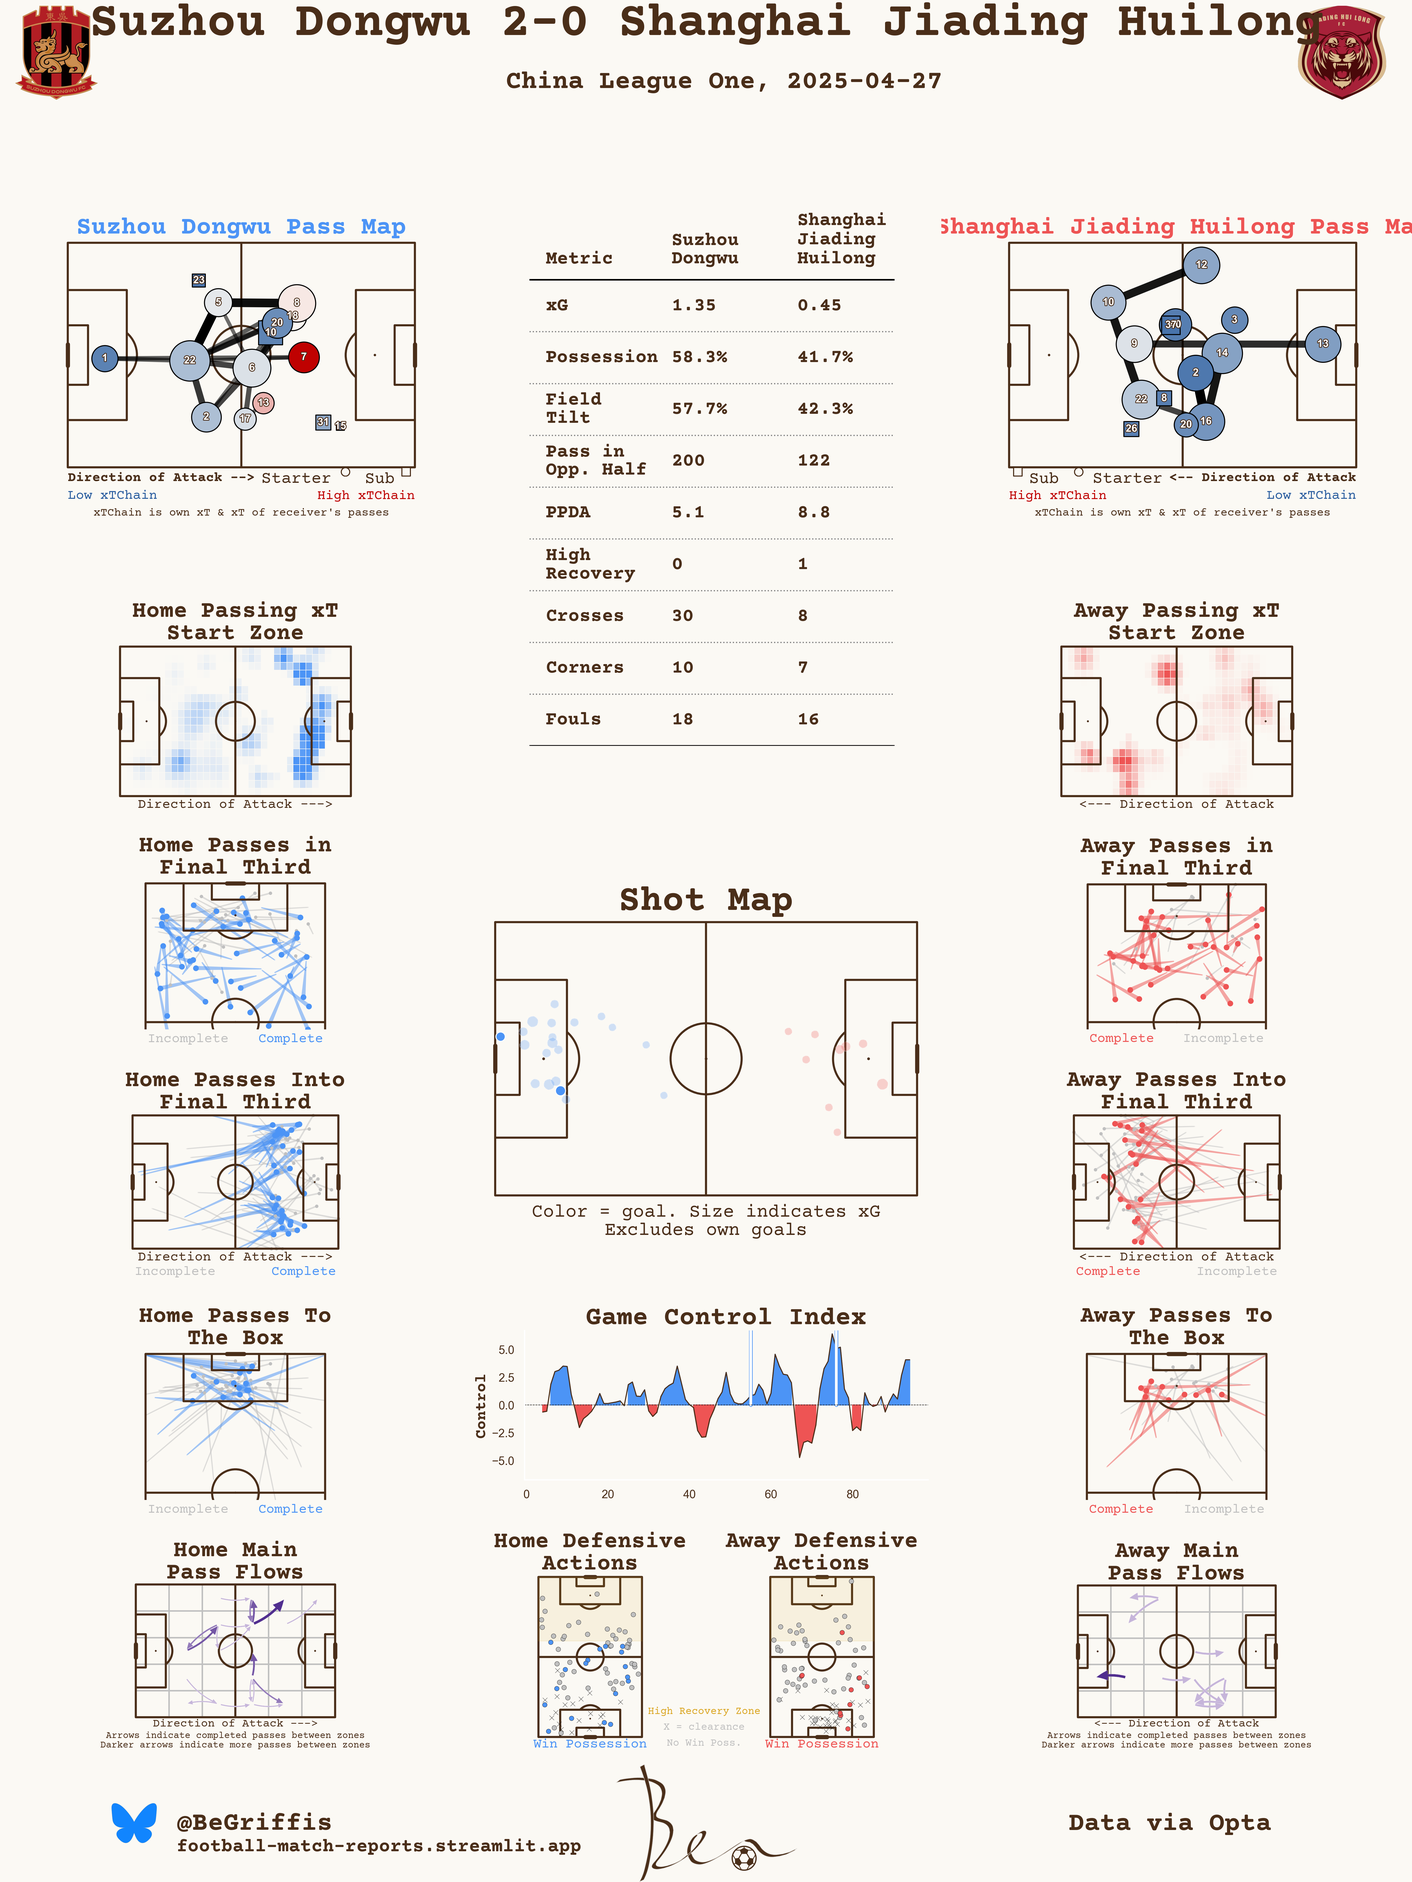 Suzhou Dongwu 2-0 Shanghai Jiading Huilong
China League One, 2025-04-27
SUZHOU DONGWU FC
Suzhou Dongwu Pass Map
23
5
8
18
20
10
1
22
6
7
13
2
17
31
15
Direction of Attack --> Starter Sub
Low xTChain High xTChain
xTChain is own xT & xT of receiver's passes
Metric Suzhou Dongwu Shanghai Jiading Huilong
xG 1.35 0.45
Possession 58.3% 41.7%
Field Tilt 57.7% 42.3%
Pass in Opp. Half 200 122
PPDA 5.1 8.8
High Recovery 0 1
Crosses 30 8
Corners 10 7
Fouls 18 16
Shanghai Jiading Huilong Pass Ma
12
10
3
9
14
13
2
22
8
26
20
16
Sub Starter <-- Direction of Attack
High xTChain Low xTChain
xTChain is own xT & xT of receiver's passes
Home Passing xT
Start Zone
Direction of Attack --->
Away Passing xT
Start Zone
<--- Direction of Attack
Home Passes in
Final Third
Incomplete Complete
Away Passes in
Final Third
Complete Incomplete
Shot Map
Color = goal. Size indicates xG
Excludes own goals
Home Passes Into
Final Third
Direction of Attack --->
Incomplete Complete
Away Passes Into
Final Third
<--- Direction of Attack
Complete Incomplete
Home Passes To
The Box
Incomplete Complete
Game Control Index
Control
5.0
2.5
0.0
−2.5
−5.0
0 20 40 60 80
Away Passes To
The Box
Complete Incomplete
Home Main
Pass Flows
Direction of Attack --->
Arrows indicate completed passes between zones
Darker arrows indicate more passes between zones
Home Defensive
Actions
Win Possession
High Recovery Zone
X = clearance
No Win Poss.
Away Defensive
Actions
Win Possession
Away Main
Pass Flows
<--- Direction of Attack
Arrows indicate completed passes between zones
Darker arrows indicate more passes between zones
@BeGriffis
football-match-reports.streamlit.app
Ben
Data via Opta